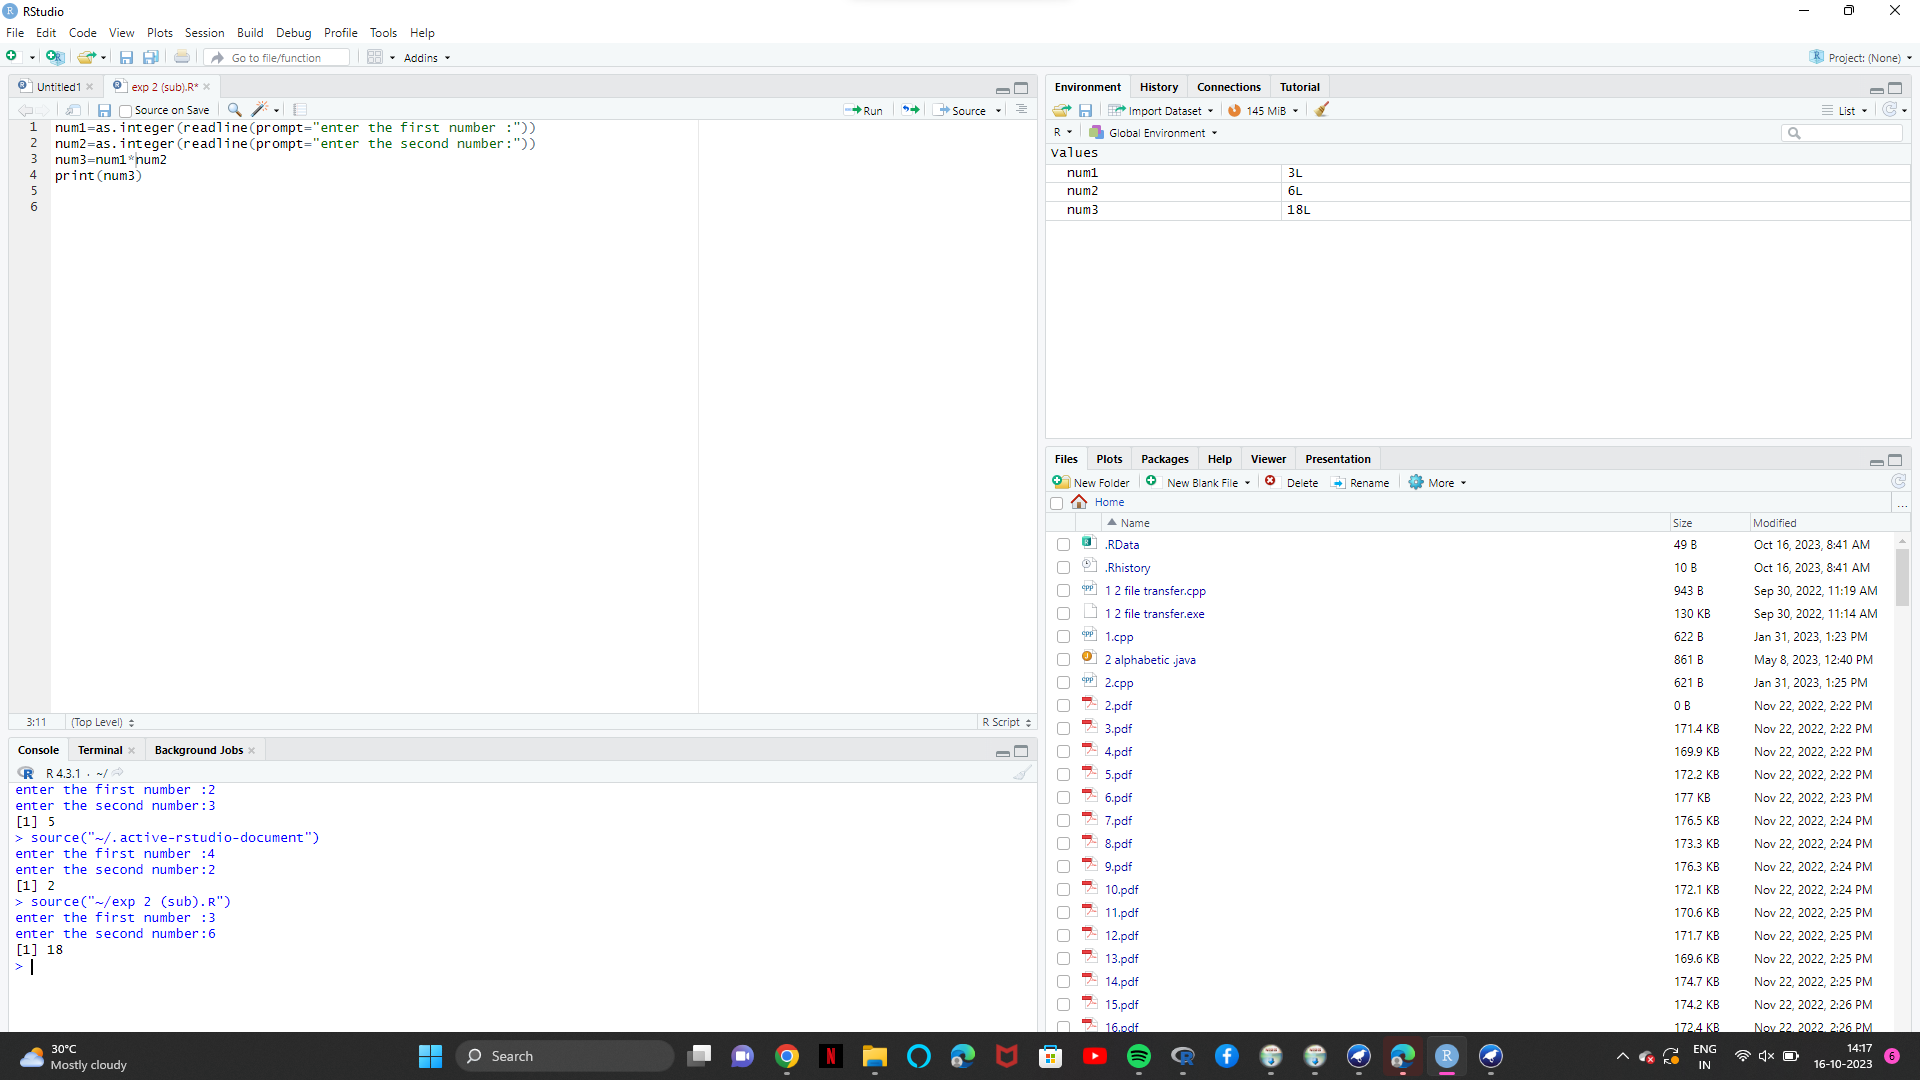 RStudio
File Edit Code View Plots Session Build Debug Profile Tools Help
Go to file/function Addins Project: (None)
Untitled1 exp 2 (sub).R*
Source on Save Run Source
1 num1=as.integer(readline(prompt="enter the first number :"))
2 num2=as.integer(readline(prompt="enter the second number:"))
3 num3=num1*num2
4 print(num3)
5
6
3:11 (Top Level) R Script
Console Terminal Background Jobs
R 4.3.1 · ~/
enter the first number :2
enter the second number:3
[1] 5
> source("~/.active-rstudio-document")
enter the first number :4
enter the second number:2
[1] 2
> source("~/exp 2 (sub).R")
enter the first number :3
enter the second number:6
[1] 18
>
Environment History Connections Tutorial
Import Dataset 145 MiB List
R Global Environment
Values
num1 3L
num2 6L
num3 18L
Files Plots Packages Help Viewer Presentation
New Folder New Blank File Delete Rename More
Home ...
Name Size Modified
.RData 49 B Oct 16, 2023, 8:41 AM
.Rhistory 10 B Oct 16, 2023, 8:41 AM
1 2 file transfer.cpp 943 B Sep 30, 2022, 11:19 AM
1 2 file transfer.exe 130 KB Sep 30, 2022, 11:14 AM
1.cpp 622 B Jan 31, 2023, 1:23 PM
2 alphabetic .java 861 B May 8, 2023, 12:40 PM
2.cpp 621 B Jan 31, 2023, 1:25 PM
2.pdf 0 B Nov 22, 2022, 2:22 PM
3.pdf 171.4 KB Nov 22, 2022, 2:22 PM
4.pdf 169.9 KB Nov 22, 2022, 2:22 PM
5.pdf 172.2 KB Nov 22, 2022, 2:22 PM
6.pdf 177 KB Nov 22, 2022, 2:23 PM
7.pdf 176.5 KB Nov 22, 2022, 2:24 PM
8.pdf 173.3 KB Nov 22, 2022, 2:24 PM
9.pdf 176.3 KB Nov 22, 2022, 2:24 PM
10.pdf 172.1 KB Nov 22, 2022, 2:24 PM
11.pdf 170.6 KB Nov 22, 2022, 2:25 PM
12.pdf 171.7 KB Nov 22, 2022, 2:25 PM
13.pdf 169.6 KB Nov 22, 2022, 2:25 PM
14.pdf 174.7 KB Nov 22, 2022, 2:25 PM
15.pdf 174.2 KB Nov 22, 2022, 2:26 PM
16.pdf 172.4 KB Nov 22, 2022, 2:26 PM
30°C
Mostly cloudy
Search
ENG
IN
14:17
16-10-2023
6